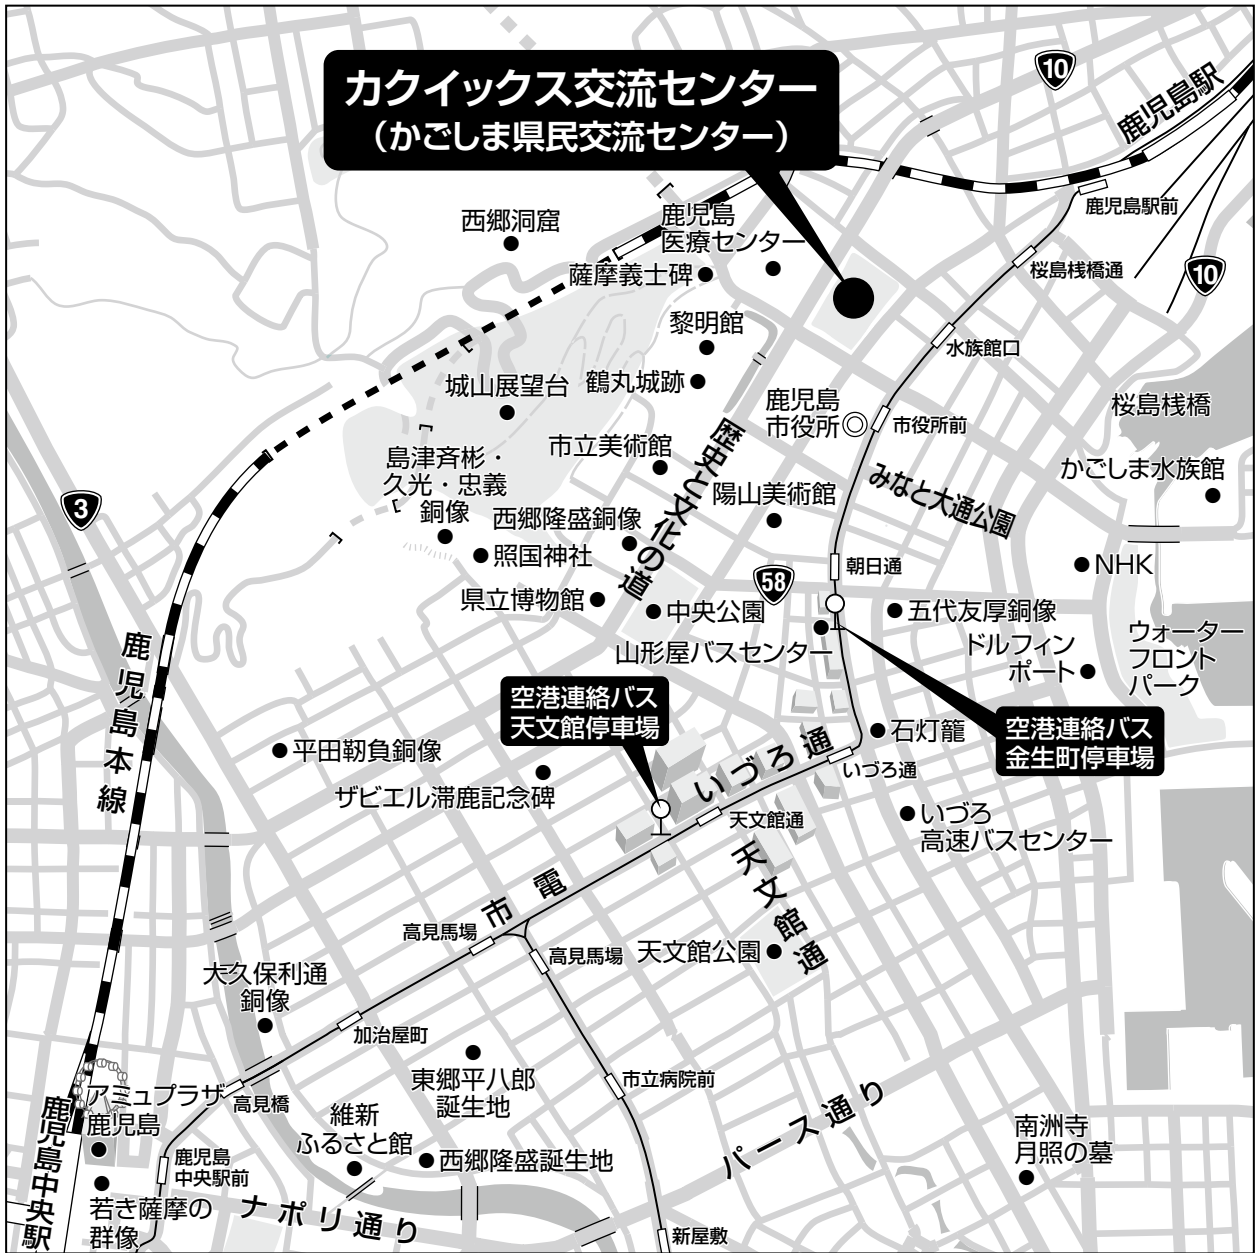 カクイックス交流センター
（かごしま県民交流センター）
10
鹿児島駅
鹿児島駅前
西郷洞窟
鹿児島
医療センター
薩摩義士碑
桜島桟橋通
10
黎明館
水族館口
城山展望台
鶴丸城跡
鹿児島
市役所
市役所前
桜島桟橋
島津斉彬・
久光・忠義
銅像
市立美術館
歴史と文化の道
陽山美術館
みなと大通公園
かごしま水族館
3
西郷隆盛銅像
照国神社
朝日通
NHK
58
県立博物館
中央公園
五代友厚銅像
山形屋バスセンター
ドルフィン
ポート
ウォーター
フロント
パーク
鹿児島本線
空港連絡バス
天文館停車場
空港連絡バス
金生町停車場
平田靭負銅像
石灯籠
いづろ通
いづろ通
ザビエル滞鹿記念碑
天文館通
いづろ
高速バスセンター
天文館通
市電
高見馬場
高見馬場
天文館公園
大久保利通
銅像
加治屋町
東郷平八郎
誕生地
市立病院前
アミュプラザ
鹿児島
高見橋
維新
ふるさと館
パース通り
南洲寺
月照の墓
鹿児島中央駅
鹿児島
中央駅前
西郷隆盛誕生地
若き薩摩の
群像
ナポリ通り
新屋敷